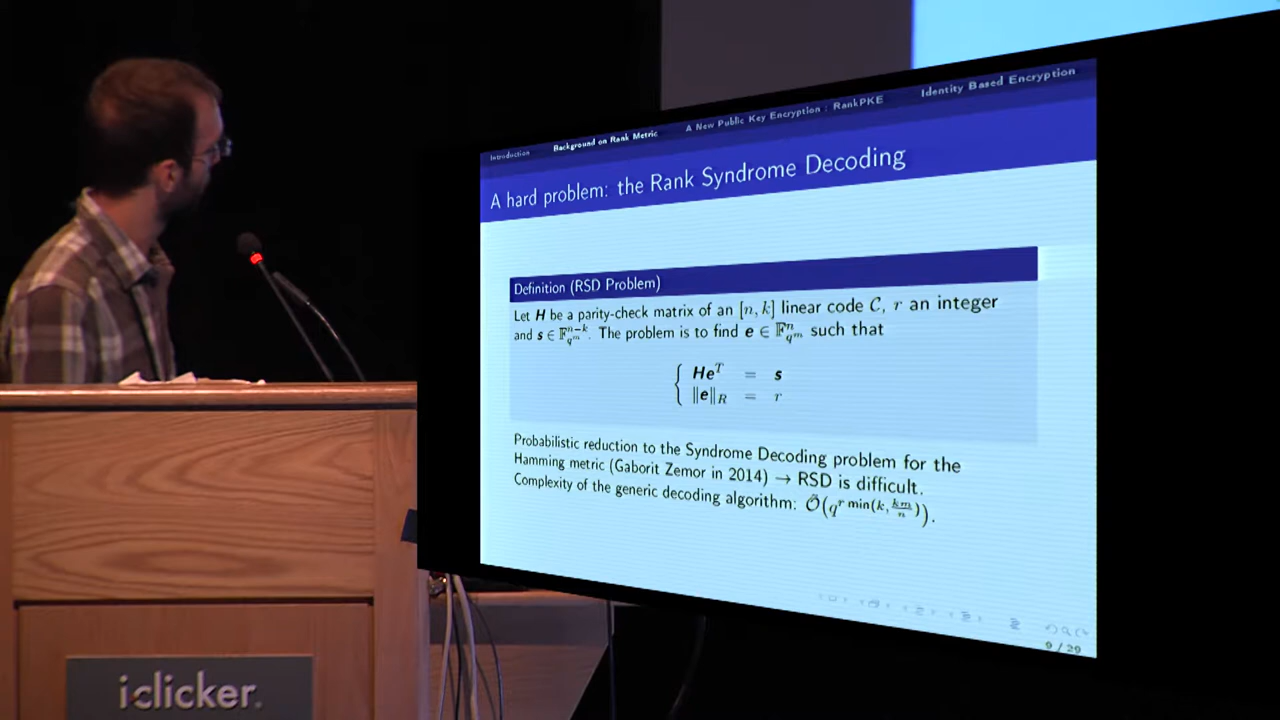 Introduction Background on Rank Metric A New Public Key Encryption : RankPKE Identity Based Encryption
A hard problem: the Rank Syndrome Decoding
Definition (RSD Problem)
Let H be a parity-check matrix of an [n, k] linear code C, r an integer
and s ∈ 𝔽_{q^m}^{n−k}. The problem is to find e ∈ 𝔽_{q^m}^n such that
{ He^T = s
‖e‖_R = r
Probabilistic reduction to the Syndrome Decoding problem for the
Hamming metric (Gaborit Zemor in 2014) → RSD is difficult.
Complexity of the generic decoding algorithm: Õ(q^{r min(k, km/n)}).
9 / 29
i>clicker.